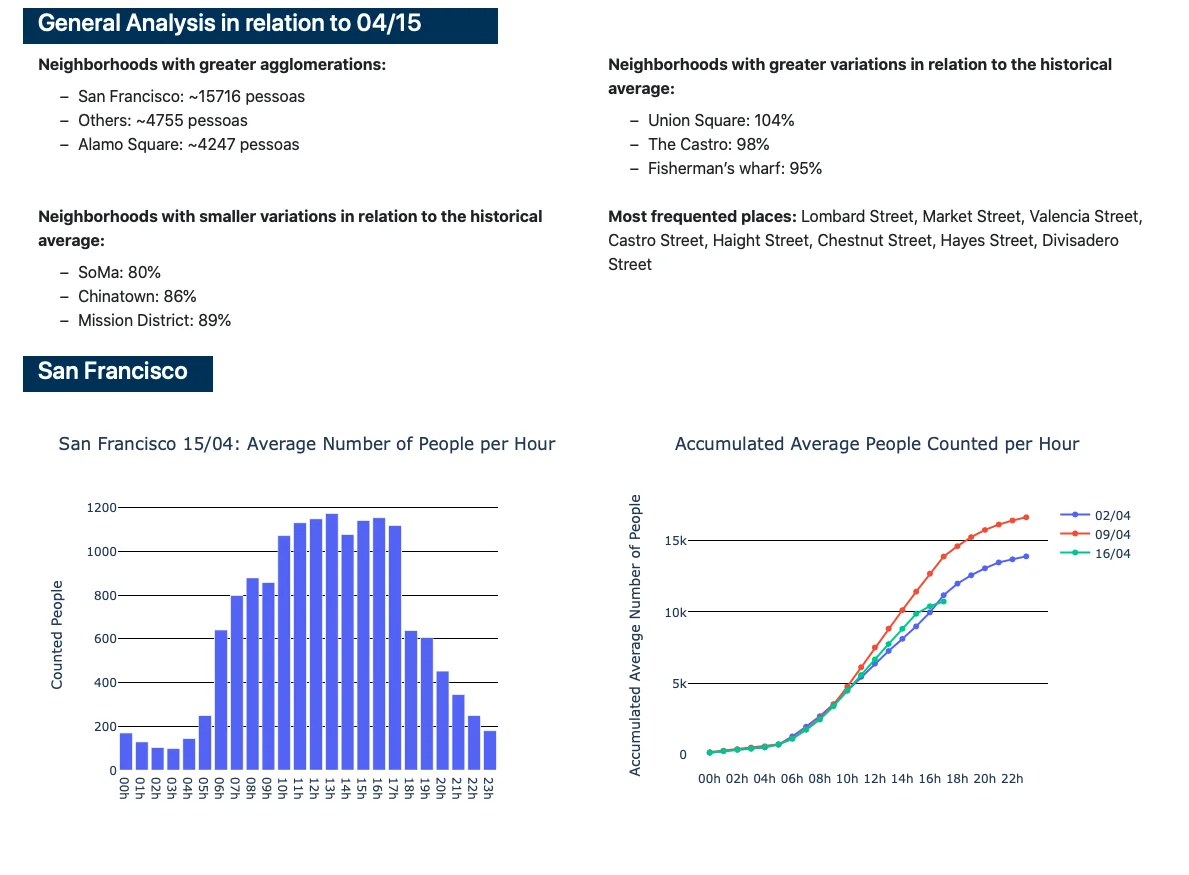 General Analysis in relation to 04/15
Neighborhoods with greater agglomerations:
– San Francisco: ~15716 pessoas
– Others: ~4755 pessoas
– Alamo Square: ~4247 pessoas
Neighborhoods with greater variations in relation to the historical
average:
– Union Square: 104%
– The Castro: 98%
– Fisherman’s wharf: 95%
Neighborhoods with smaller variations in relation to the historical
average:
– SoMa: 80%
– Chinatown: 86%
– Mission District: 89%
Most frequented places: Lombard Street, Market Street, Valencia Street,
Castro Street, Haight Street, Chestnut Street, Hayes Street, Divisadero
Street
San Francisco
San Francisco 15/04: Average Number of People per Hour
Counted People
1200
1000
800
600
400
200
0
00h 01h 02h 03h 04h 05h 06h 07h 08h 09h 10h 11h 12h 13h 14h 15h 16h 17h 18h 19h 20h 21h 22h 23h
Accumulated Average People Counted per Hour
Accumulated Average Number of People
15k
10k
5k
0
00h 02h 04h 06h 08h 10h 12h 14h 16h 18h 20h 22h
02/04
09/04
16/04